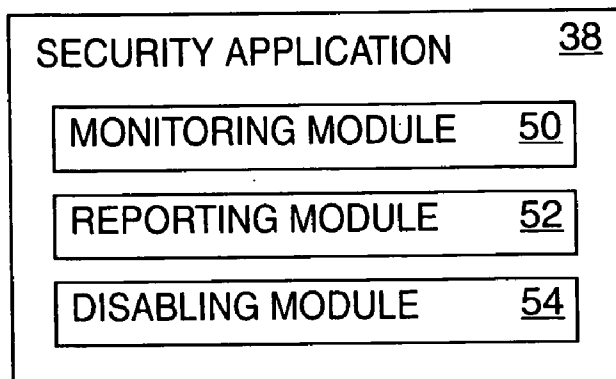 SECURITY APPLICATION 38
MONITORING MODULE 50
REPORTING MODULE 52
DISABLING MODULE 54